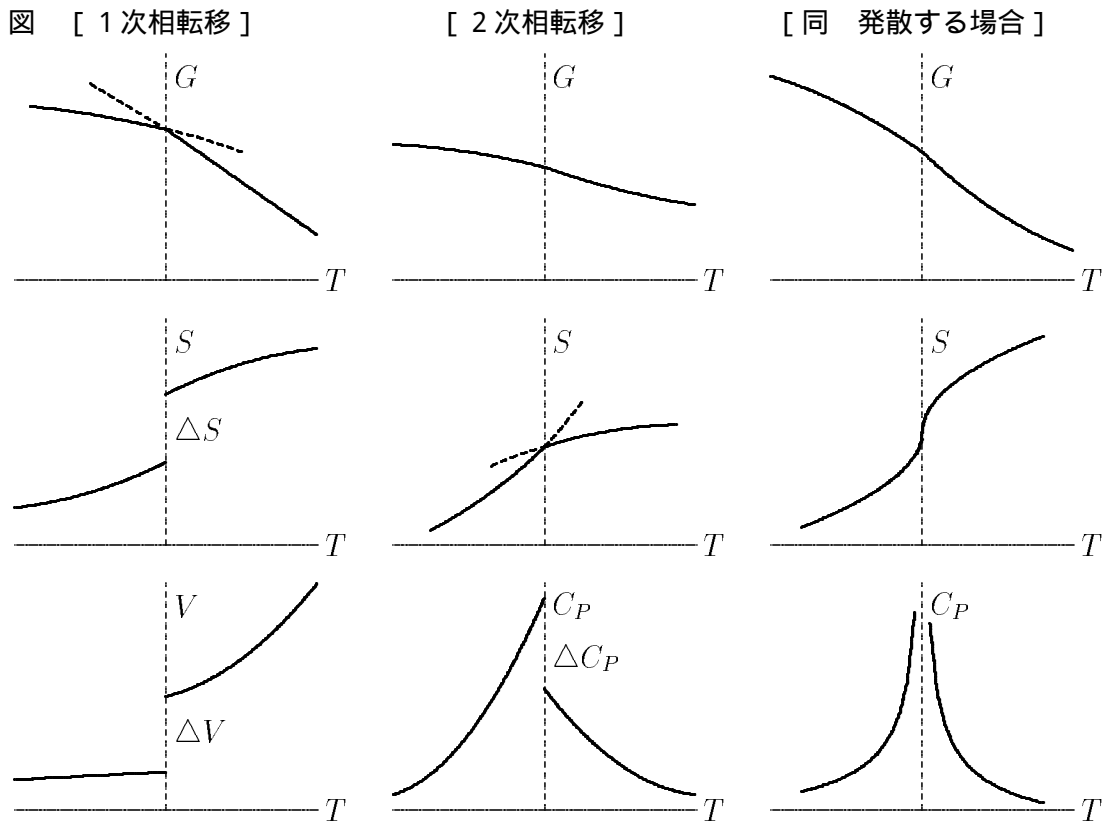 図 [ 1次相転移 ] [ 2次相転移 ] [ 同 発散する場合 ]
G G G
T T T
S S S
△S
T T T
V C_P C_P
△C_P
△V
T T T